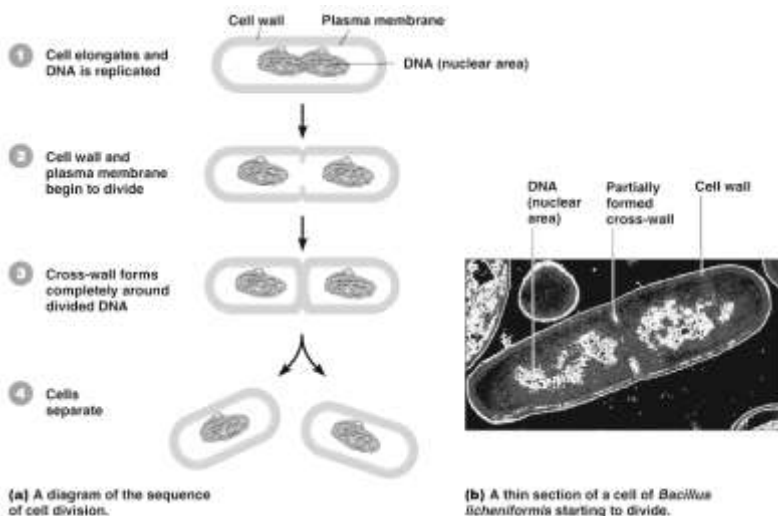 Cell wall
Plasma membrane
1
Cell elongates and
DNA is replicated
DNA (nuclear area)
2
Cell wall and
plasma membrane
begin to divide
3
Cross-wall forms
completely around
divided DNA
4
Cells
separate
(a) A diagram of the sequence
of cell division.
DNA
(nuclear
area)
Partially
formed
cross-wall
Cell wall
(b) A thin section of a cell of Bacillus
licheniformis starting to divide.